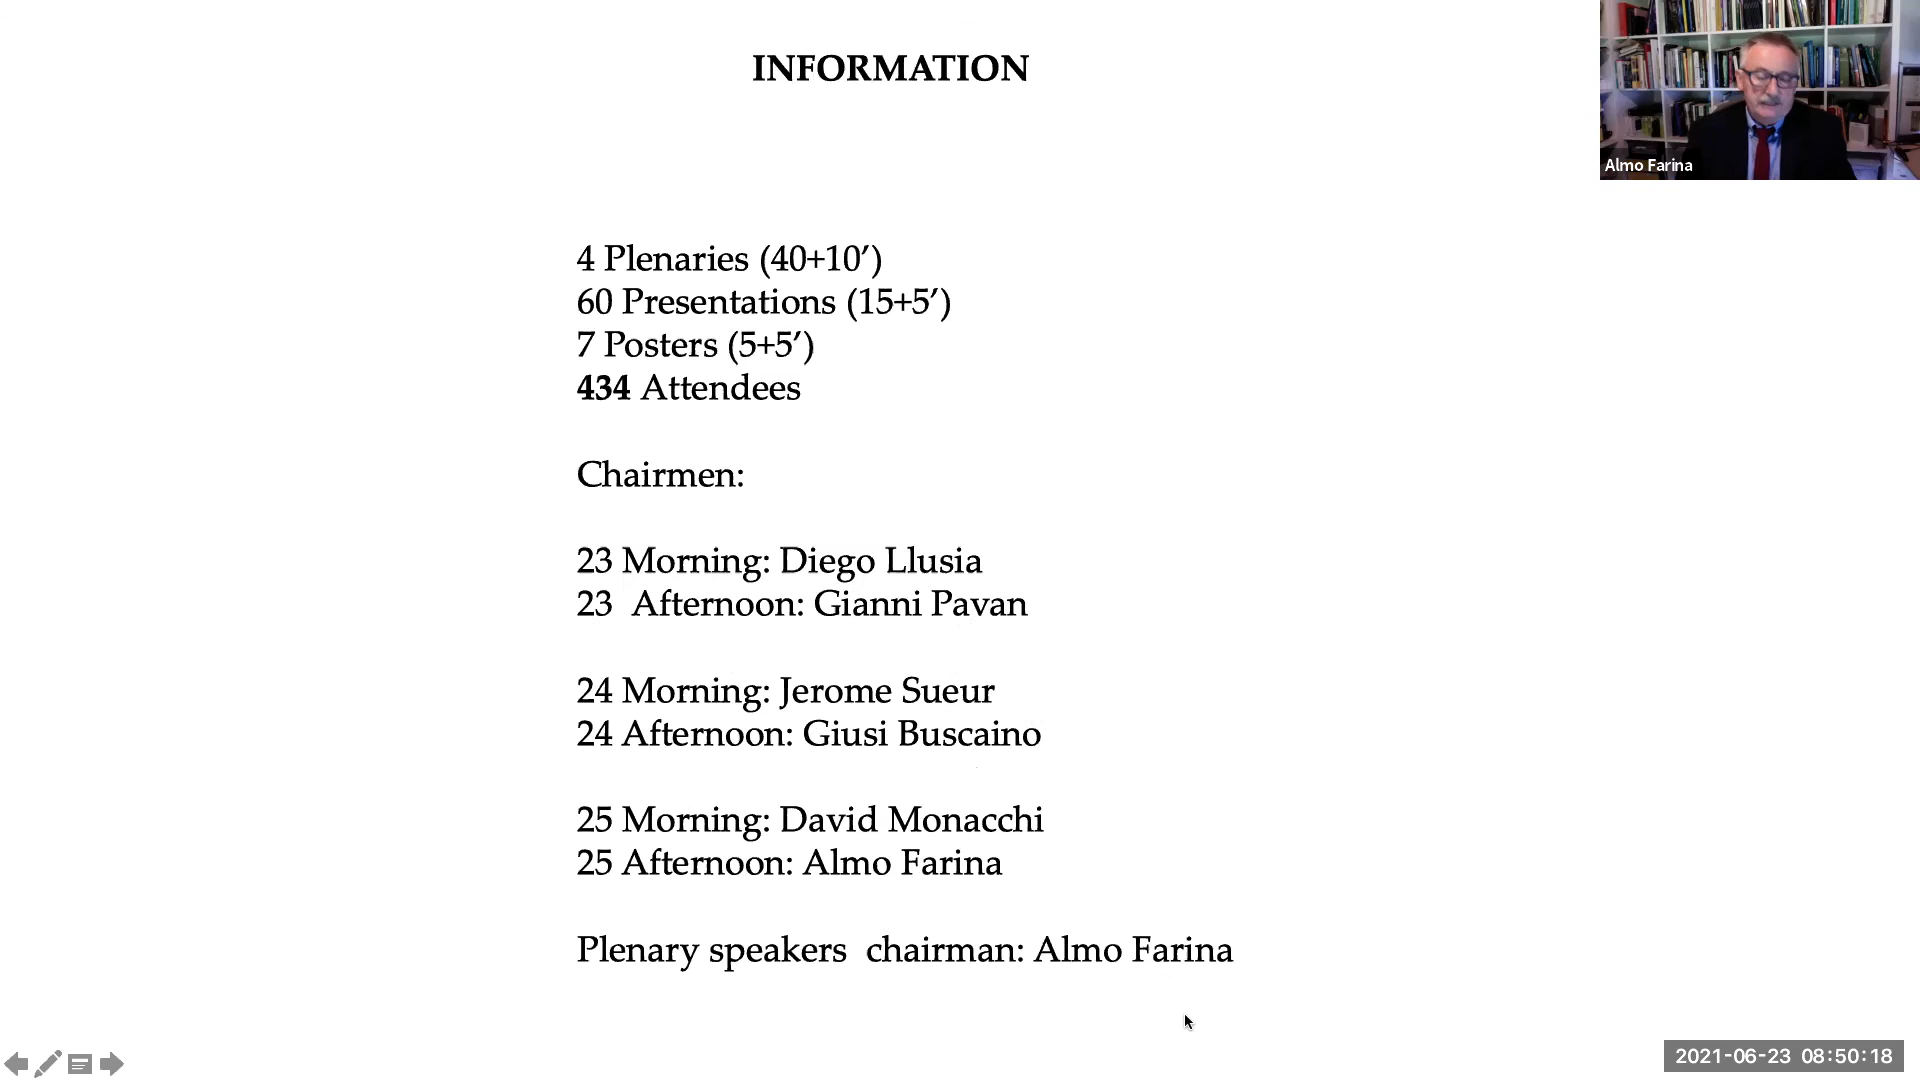 INFORMATION
Almo Farina
4 Plenaries (40+10’)
60 Presentations (15+5’)
7 Posters (5+5’)
434 Attendees
Chairmen:
23 Morning: Diego Llusia
23  Afternoon: Gianni Pavan
24 Morning: Jerome Sueur
24 Afternoon: Giusi Buscaino
25 Morning: David Monacchi
25 Afternoon: Almo Farina
Plenary speakers  chairman: Almo Farina
2021-06-23  08:50:18